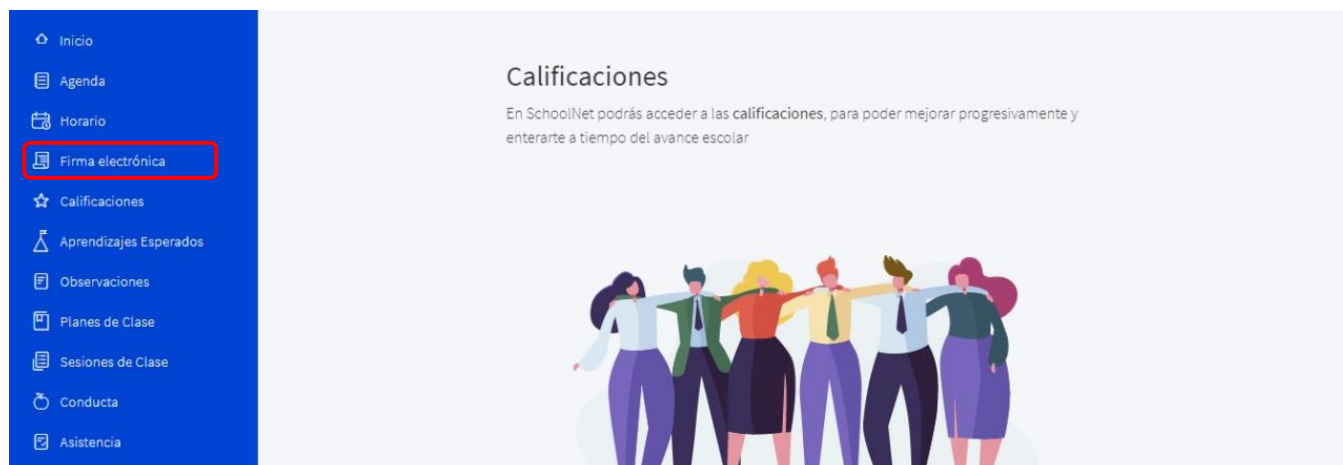 Inicio
Agenda
Horario
Firma electrónica
Calificaciones
Aprendizajes Esperados
Observaciones
Planes de Clase
Sesiones de Clase
Conducta
Asistencia
Calificaciones
En SchoolNet podrás acceder a las calificaciones, para poder mejorar progresivamente y
enterarte a tiempo del avance escolar